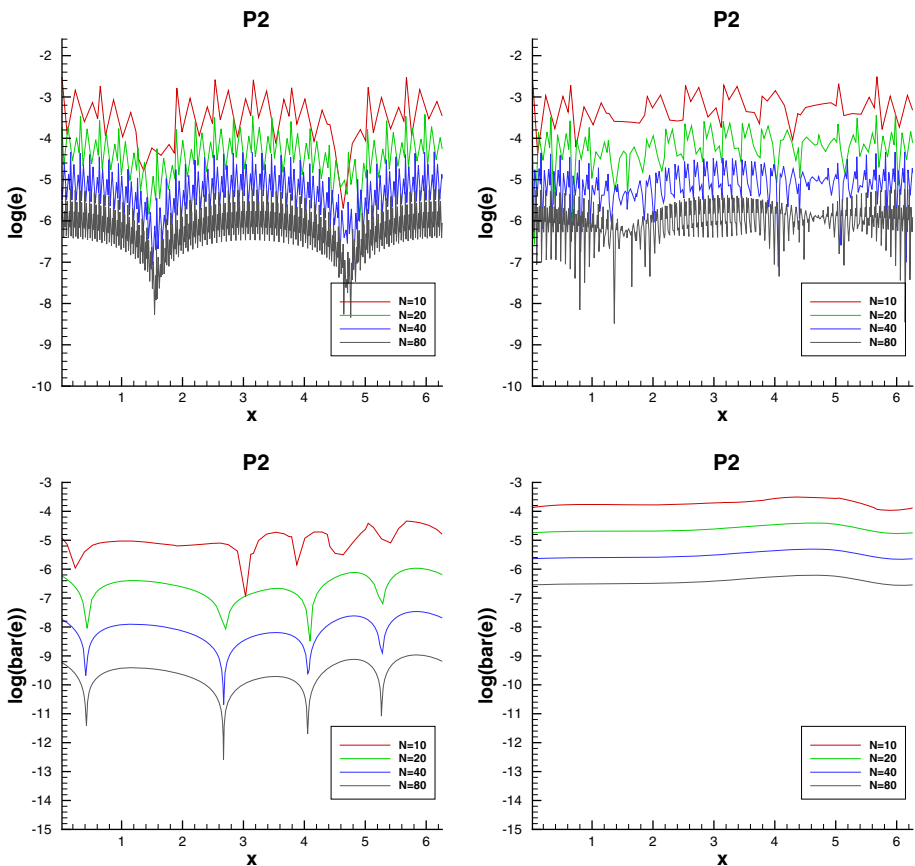 P2
log(e)
-2
-3
-4
-5
-6
-7
-8
-9
-10
1 2 3 4 5 6
x
N=10
N=20
N=40
N=80
P2
log(e)
-2
-3
-4
-5
-6
-7
-8
-9
-10
1 2 3 4 5 6
x
N=10
N=20
N=40
N=80
P2
log(bar(e))
-3
-4
-5
-6
-7
-8
-9
-10
-11
-12
-13
-14
-15
1 2 3 4 5 6
x
N=10
N=20
N=40
N=80
P2
log(bar(e))
-3
-4
-5
-6
-7
-8
-9
-10
-11
-12
-13
-14
-15
1 2 3 4 5 6
x
N=10
N=20
N=40
N=80